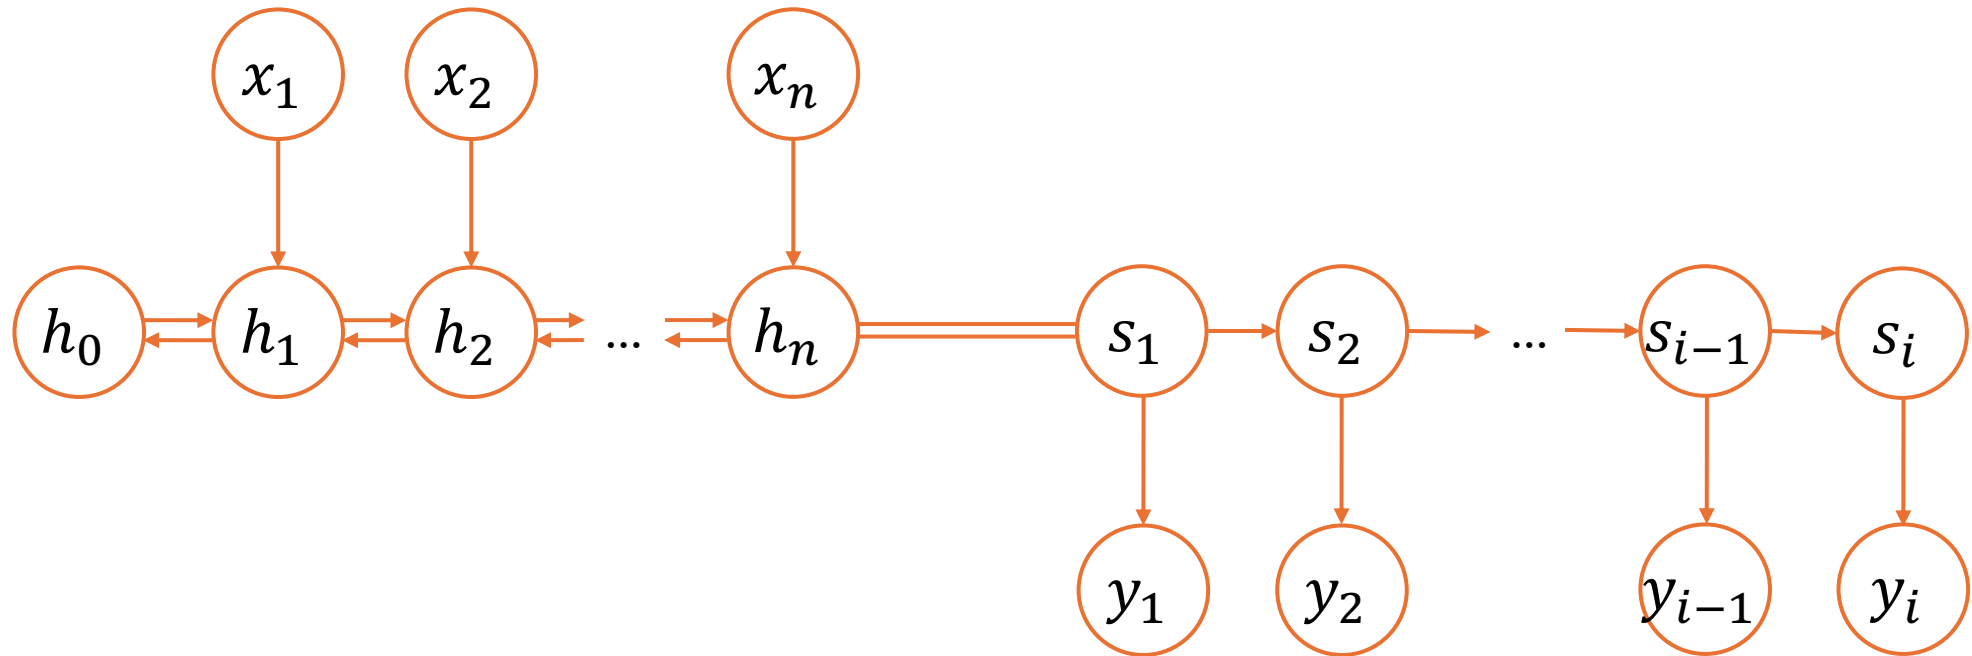 x₁ x₂ xₙ
h₀ h₁ h₂ ... hₙ s₁ s₂ ... sᵢ₋₁ sᵢ
y₁ y₂ yᵢ₋₁ yᵢ